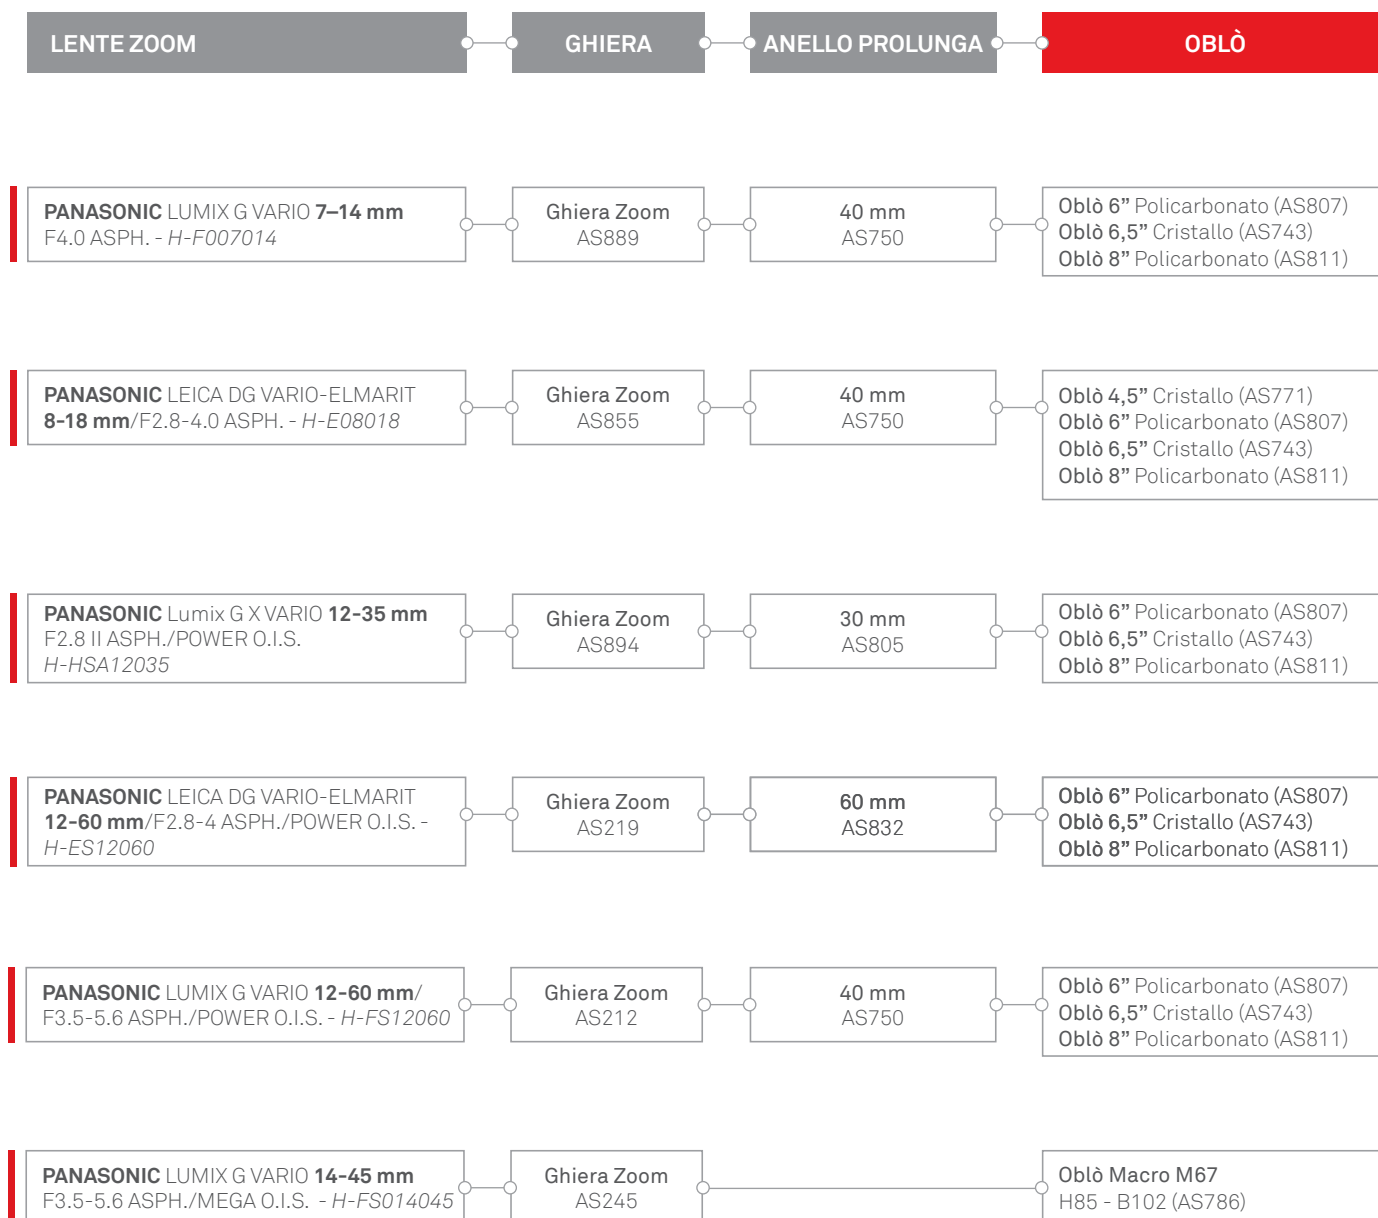 LENTE ZOOM
GHIERA
ANELLO PROLUNGA
OBLÒ
PANASONIC LUMIX G VARIO 7–14 mm
F4.0 ASPH. - H-F007014
Ghiera Zoom
AS889
40 mm
AS750
Oblò 6” Policarbonato (AS807)
Oblò 6,5” Cristallo (AS743)
Oblò 8” Policarbonato (AS811)
PANASONIC LEICA DG VARIO-ELMARIT
8-18 mm/F2.8-4.0 ASPH. - H-E08018
Ghiera Zoom
AS855
40 mm
AS750
Oblò 4,5” Cristallo (AS771)
Oblò 6” Policarbonato (AS807)
Oblò 6,5” Cristallo (AS743)
Oblò 8” Policarbonato (AS811)
PANASONIC Lumix G X VARIO 12-35 mm
F2.8 II ASPH./POWER O.I.S.
H-HSA12035
Ghiera Zoom
AS894
30 mm
AS805
Oblò 6” Policarbonato (AS807)
Oblò 6,5” Cristallo (AS743)
Oblò 8” Policarbonato (AS811)
PANASONIC LEICA DG VARIO-ELMARIT
12-60 mm/F2.8-4 ASPH./POWER O.I.S. -
H-ES12060
Ghiera Zoom
AS219
60 mm
AS832
Oblò 6” Policarbonato (AS807)
Oblò 6,5” Cristallo (AS743)
Oblò 8” Policarbonato (AS811)
PANASONIC LUMIX G VARIO 12-60 mm/
F3.5-5.6 ASPH./POWER O.I.S. - H-FS12060
Ghiera Zoom
AS212
40 mm
AS750
Oblò 6” Policarbonato (AS807)
Oblò 6,5” Cristallo (AS743)
Oblò 8” Policarbonato (AS811)
PANASONIC LUMIX G VARIO 14-45 mm
F3.5-5.6 ASPH./MEGA O.I.S. - H-FS014045
Ghiera Zoom
AS245
Oblò Macro M67
H85 - B102 (AS786)